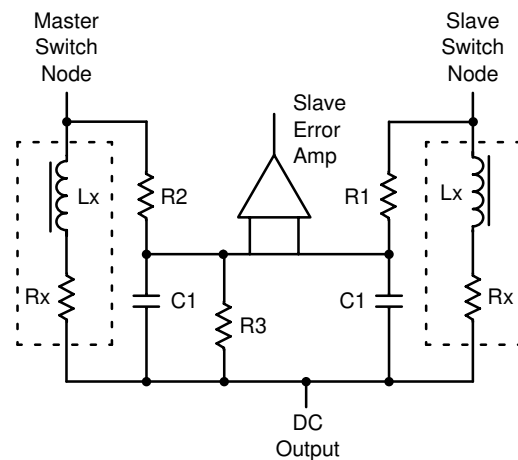 Master
Switch
Node
Slave
Switch
Node
Slave
Error
Amp
Lx
R2
R1
Lx
Rx
C1
R3
C1
Rx
DC
Output